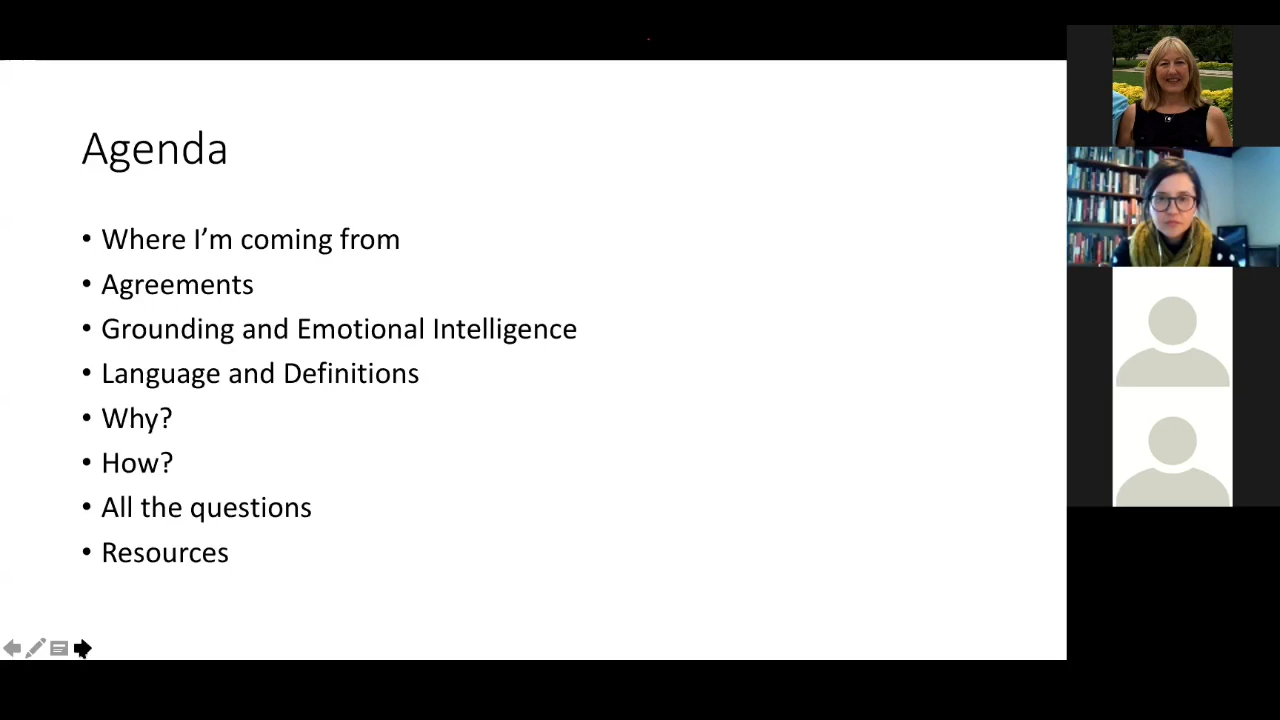 Agenda
• Where I’m coming from
• Agreements
• Grounding and Emotional Intelligence
• Language and Definitions
• Why?
• How?
• All the questions
• Resources